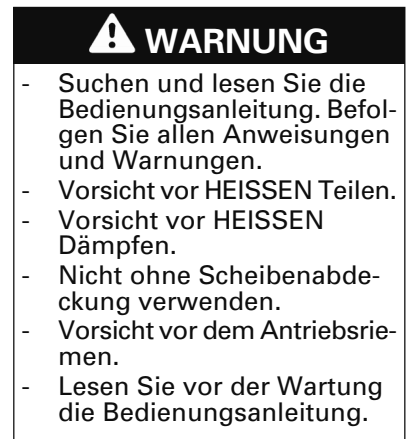 WARNUNG
- Suchen und lesen Sie die
Bedienungsanleitung. Befol-
gen Sie allen Anweisungen
und Warnungen.
- Vorsicht vor HEISSEN Teilen.
- Vorsicht vor HEISSEN
Dämpfen.
- Nicht ohne Scheibenabde-
ckung verwenden.
- Vorsicht vor dem Antriebsrie-
men.
- Lesen Sie vor der Wartung
die Bedienungsanleitung.